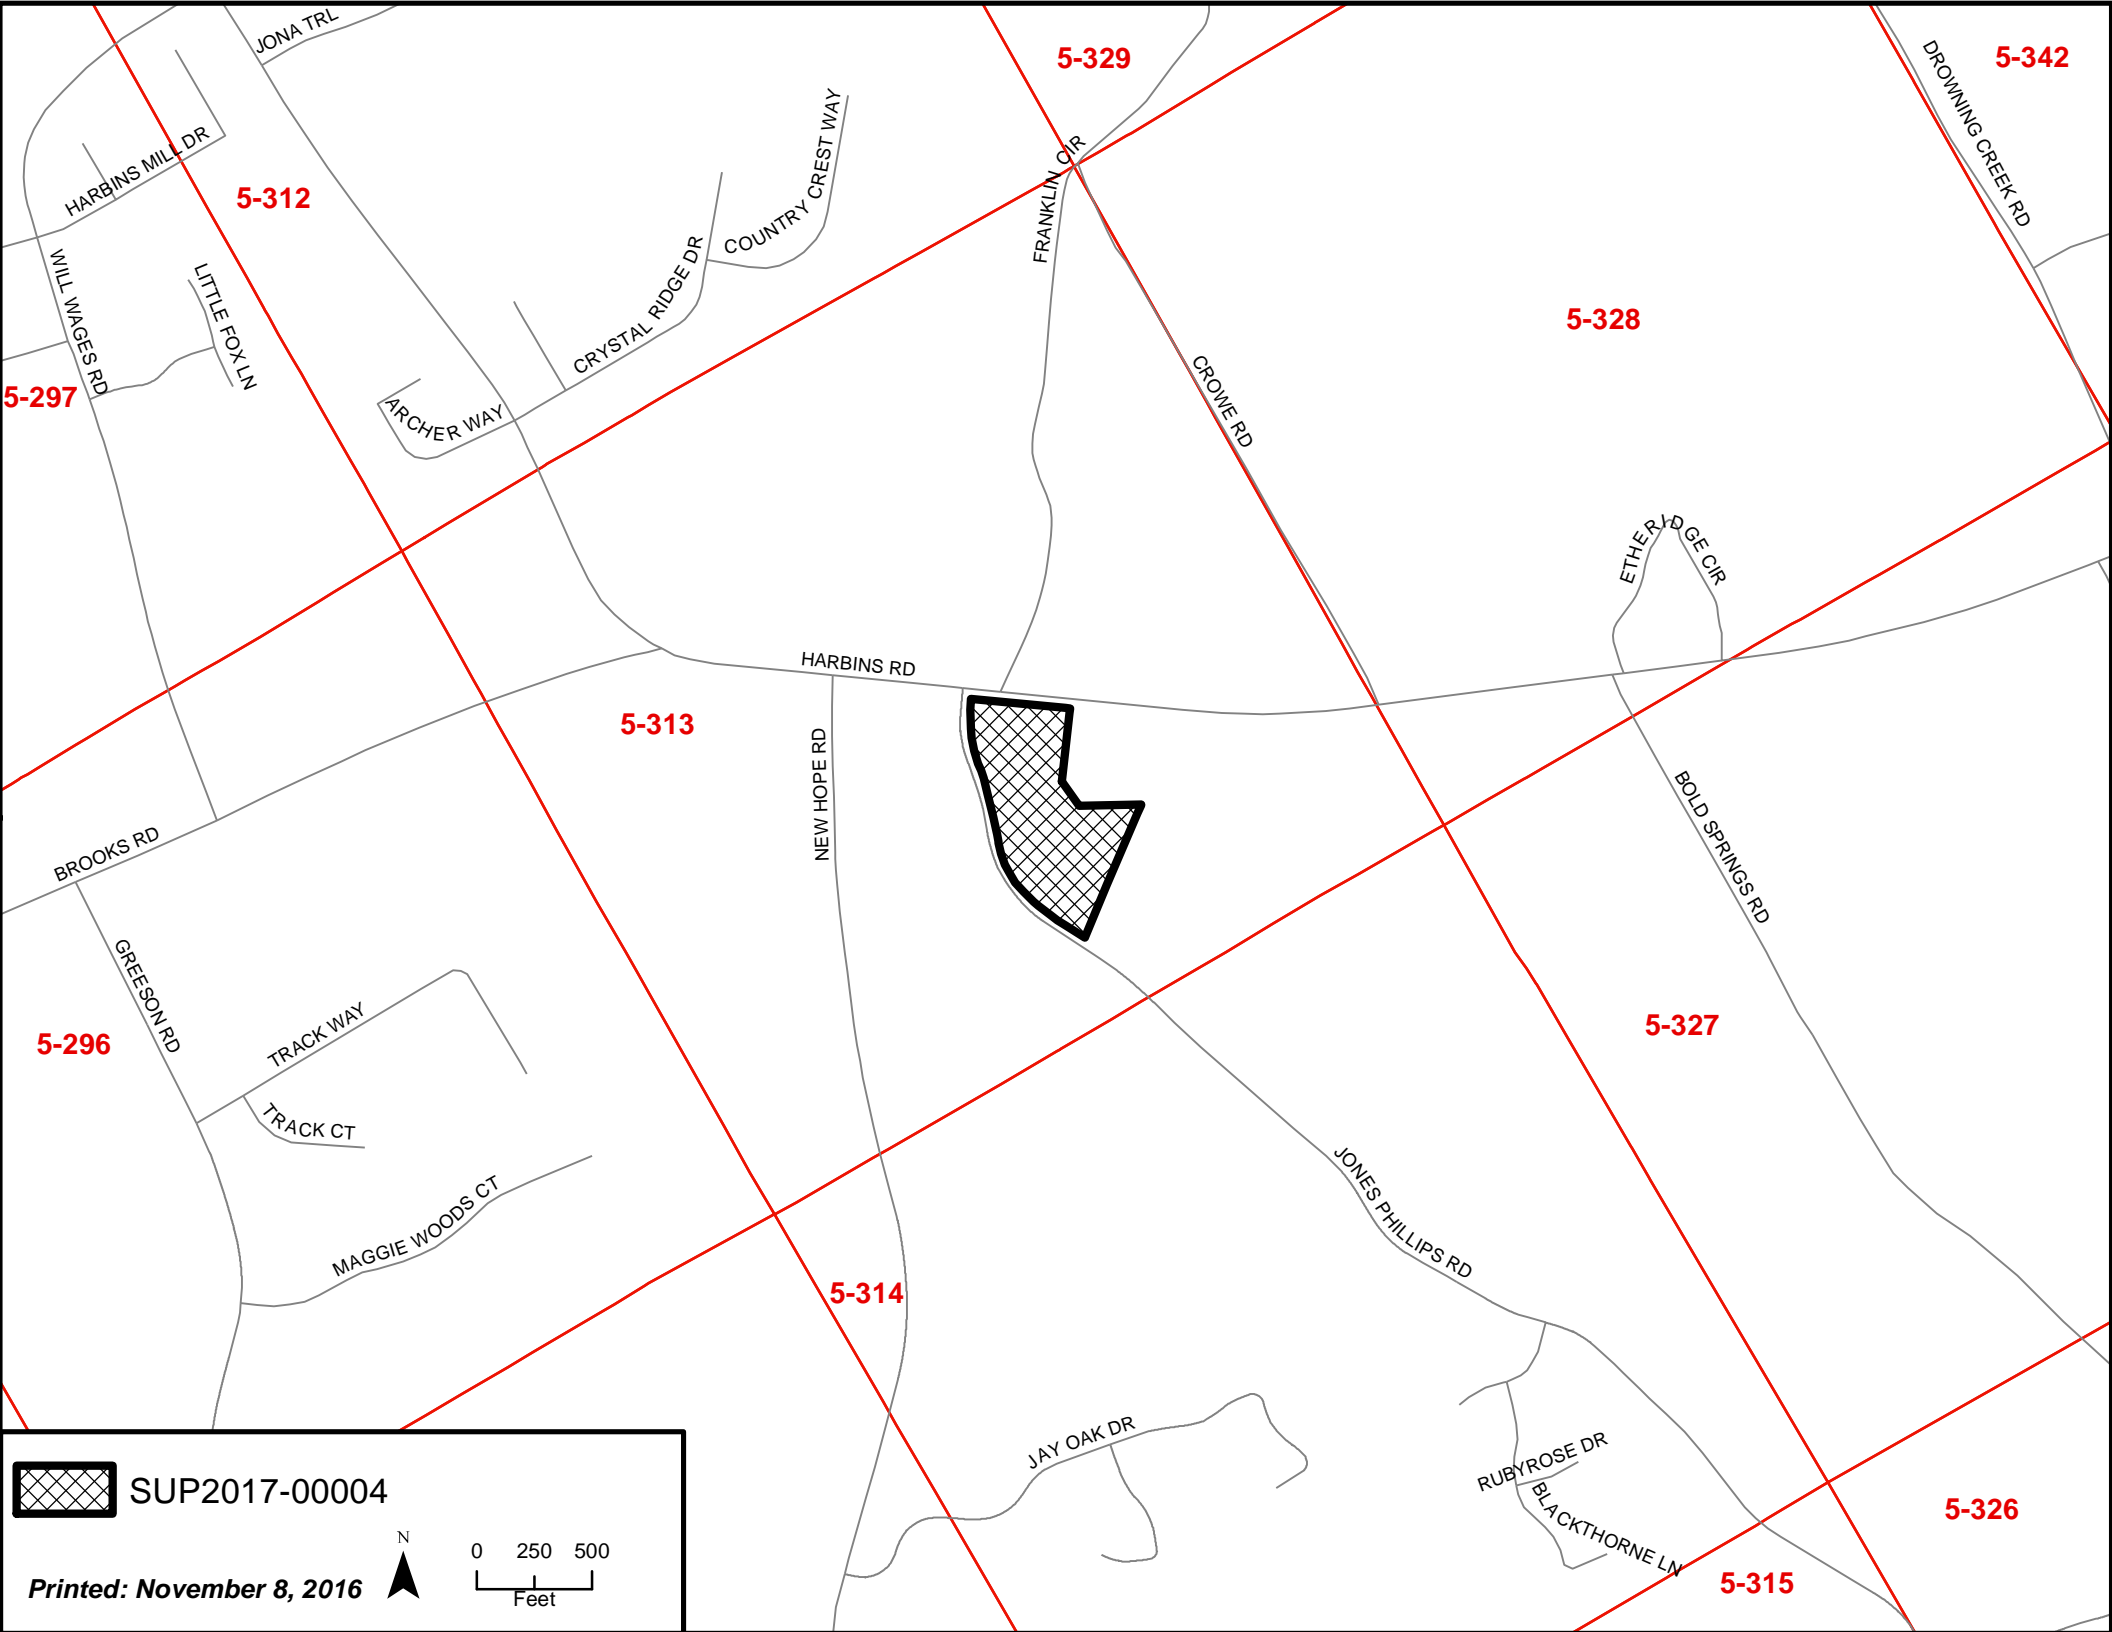 JONA TRL
5-329
5-342
DROWNING CREEK RD
COUNTRY CREST WAY
HARBINS MILL DR
FRANKLIN CIR
5-312
WILL WAGES RD
LITTLE FOX LN
CRYSTAL RIDGE DR
5-328
5-297
ARCHER WAY
CROWE RD
ETHERIDGE CIR
HARBINS RD
5-313
NEW HOPE RD
BOLD SPRINGS RD
BROOKS RD
GREESON RD
5-296
TRACK WAY
5-327
TRACK CT
MAGGIE WOODS CT
JONES PHILLIPS RD
5-314
JAY OAK DR
RUBYROSE DR
BLACKTHORNE LN
5-326
5-315
SUP2017-00004
N
0 250 500
Feet
Printed: November 8, 2016